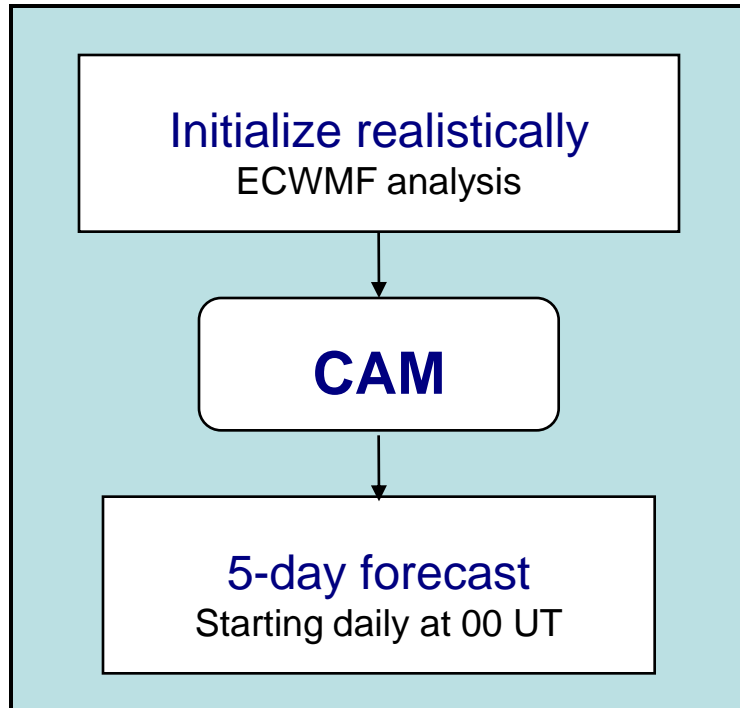 Initialize realistically
ECWMF analysis
CAM
5-day forecast
Starting daily at 00 UT